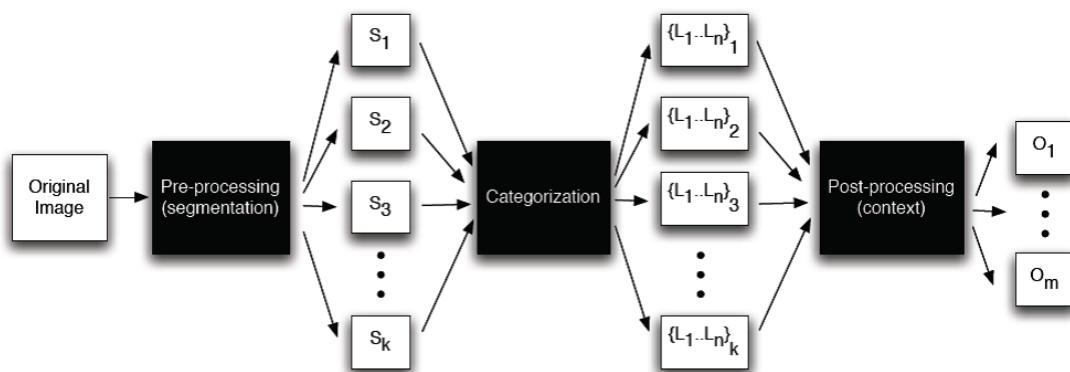 Original
Image
Pre-processing
(segmentation)
S1
S2
S3
Sk
Categorization
{L1..Ln}1
{L1..Ln}2
{L1..Ln}3
{L1..Ln}k
Post-processing
(context)
O1
Om